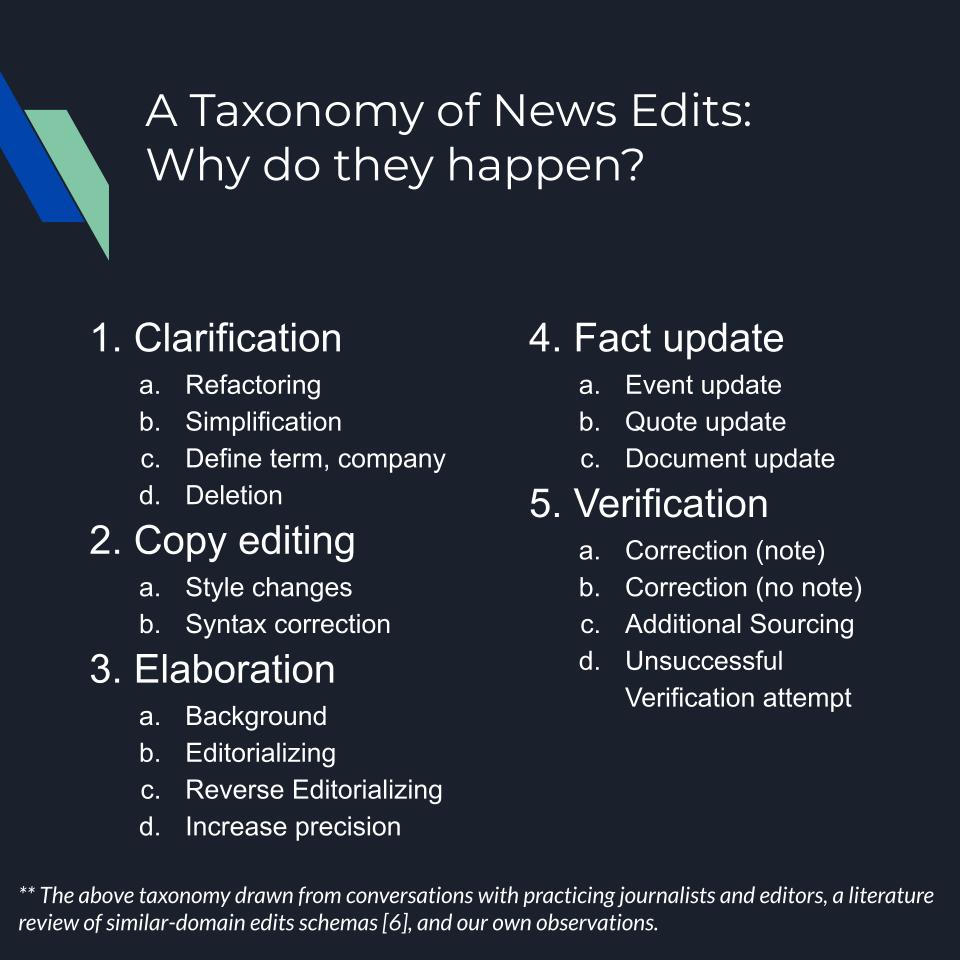 A Taxonomy of News Edits:
Why do they happen?
1. Clarification
a. Refactoring
b. Simplification
c. Define term, company
d. Deletion
2. Copy editing
a. Style changes
b. Syntax correction
3. Elaboration
a. Background
b. Editorializing
c. Reverse Editorializing
d. Increase precision
4. Fact update
a. Event update
b. Quote update
c. Document update
5. Verification
a. Correction (note)
b. Correction (no note)
c. Additional Sourcing
d. Unsuccessful
Verification attempt
** The above taxonomy drawn from conversations with practicing journalists and editors, a literature
review of similar-domain edits schemas [6], and our own observations.